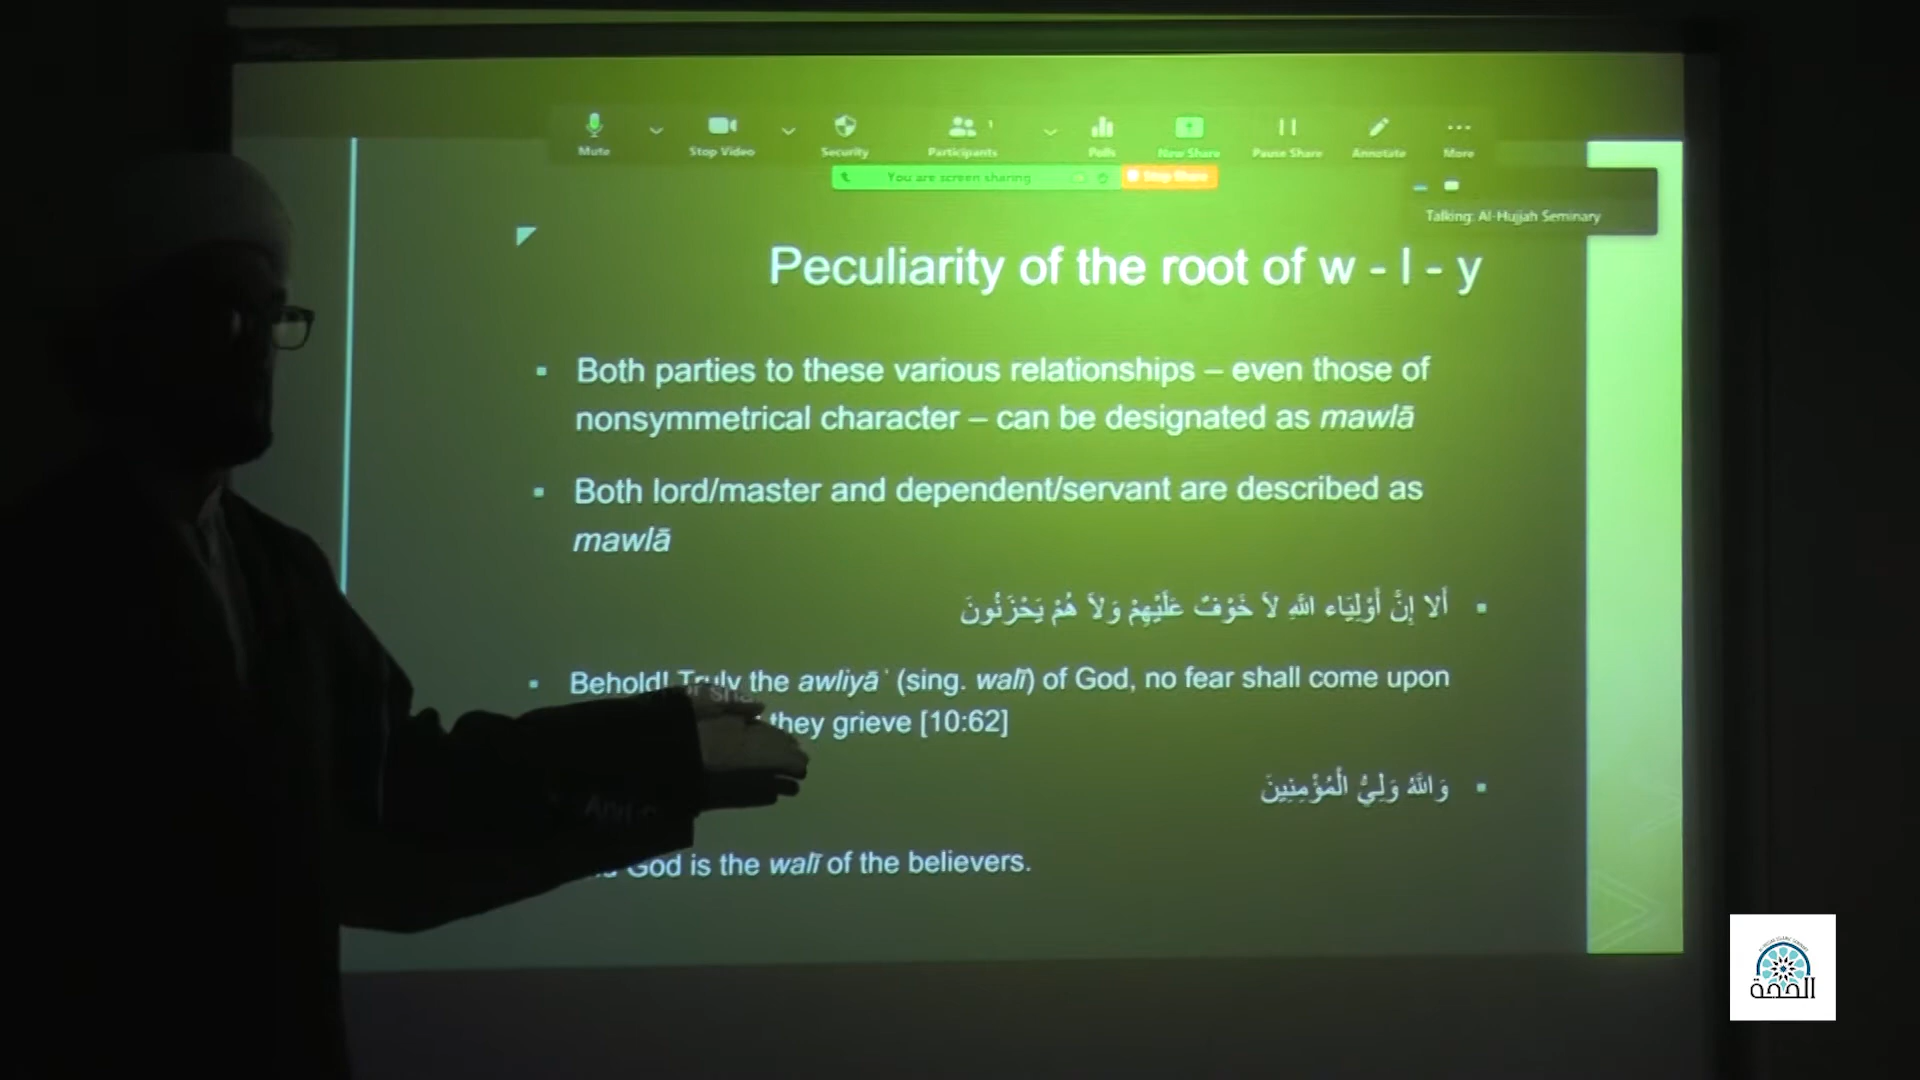 Mute
Stop Video
Security
Participants
1
Polls
New Share
Pause Share
Annotate
More
You are screen sharing
Stop Share
Talking: Al-Hujjah Seminary
Peculiarity of the root of w - l - y
Both parties to these various relationships – even those of
nonsymmetrical character – can be designated as mawlā
Both lord/master and dependent/servant are described as
mawlā
أَلا إِنَّ أَوْلِيَاء اللّهِ لاَ خَوْفٌ عَلَيْهِمْ وَلاَ هُمْ يَحْزَنُونَ
Behold! Truly the awliyāʾ (sing. walī) of God, no fear shall come upon
they grieve [10:62]
وَاللّهُ وَلِيُّ الْمُؤْمِنِينَ
God is the walī of the believers.
الحجة